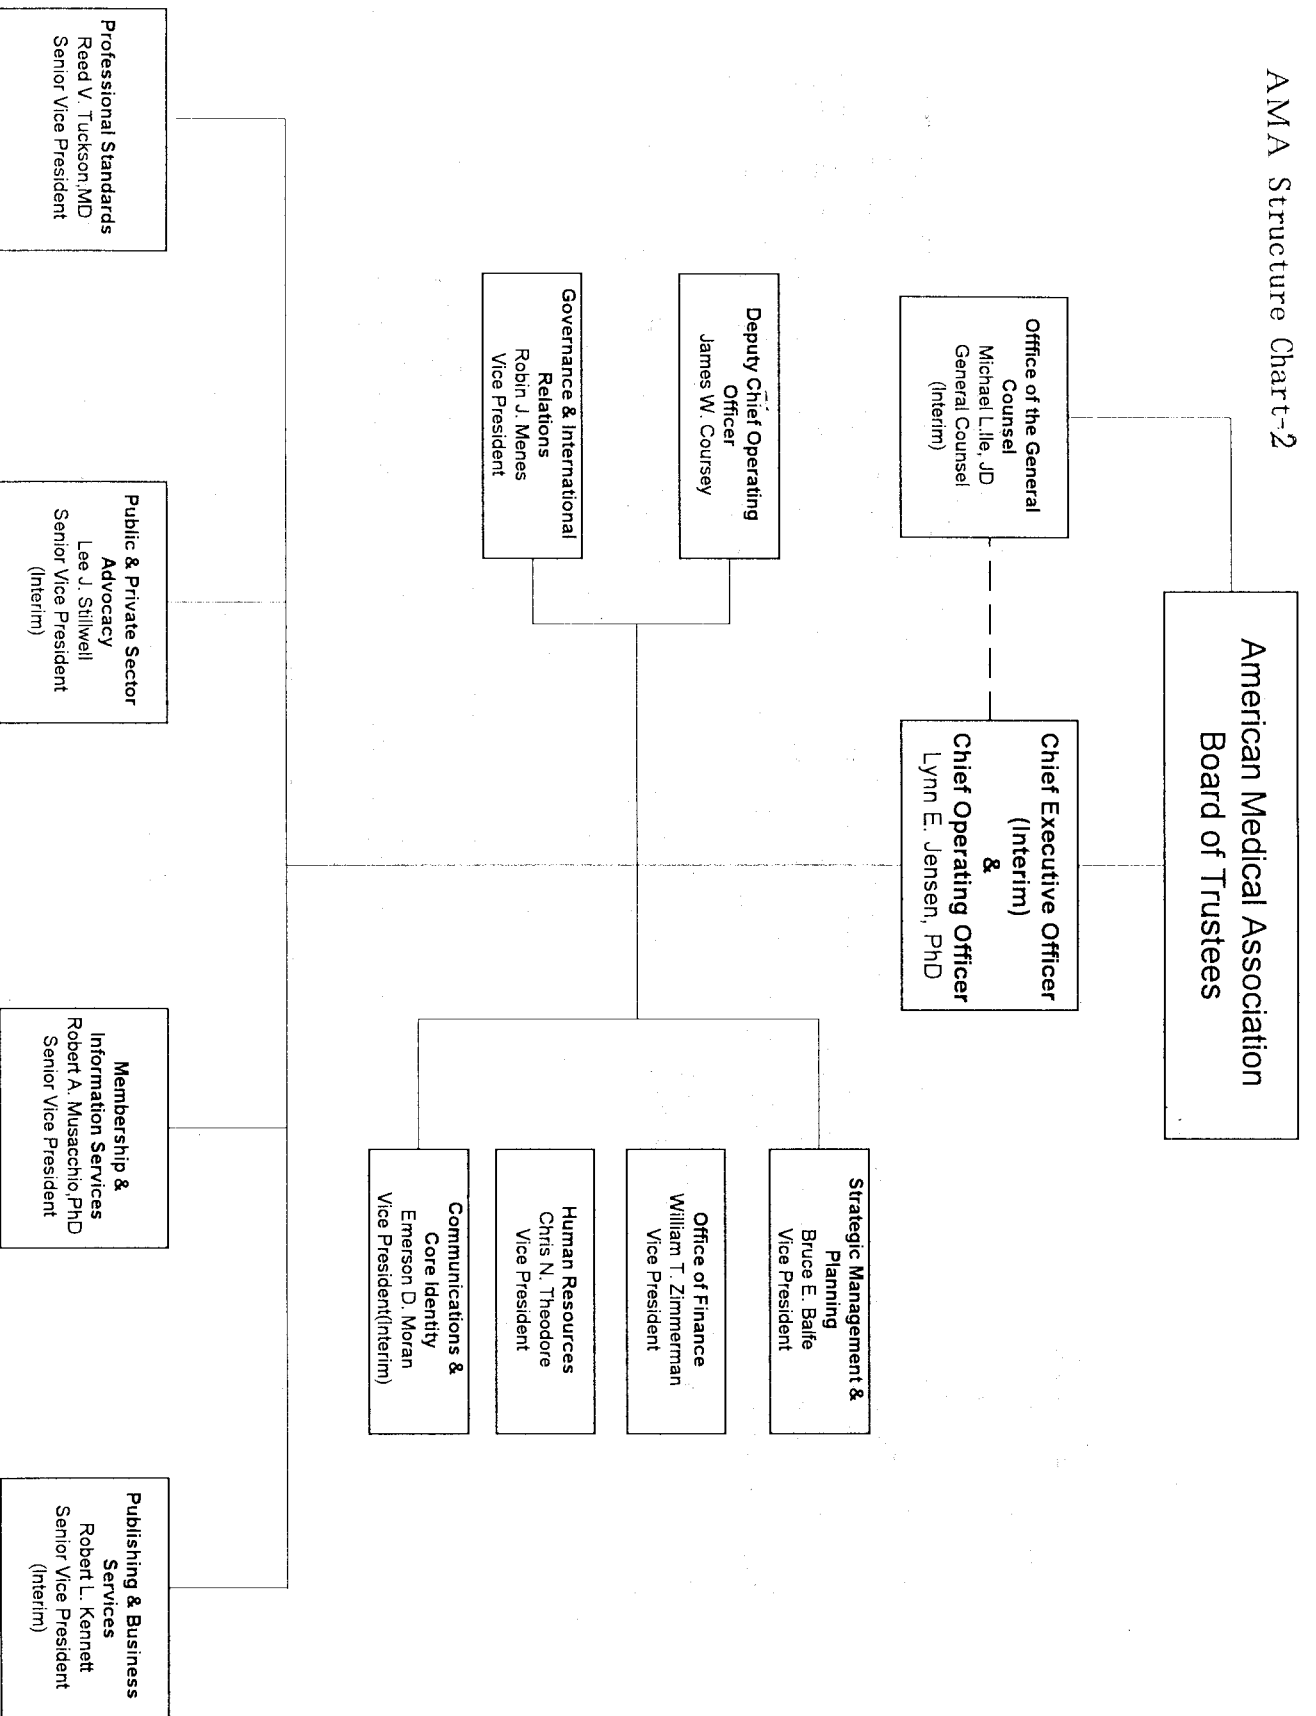 AMA Structure Chart-2
American Medical Association
Board of Trustees
Offfice of the General
Counsel
Michael L.Ile, JD
General Counsel
(Interim)
Chief Executive Officer
(Interim)
&
Chief Operating Officer
Lynn E. Jensen, PhD
Deputy Chief Operating
Officer
James W. Coursey
Governance & International
Relations
Robin J. Menes
Vice President
Strategic Management &
Planning
Bruce E. Balfe
Vice President
Office of Finance
William T. Zimmerman
Vice President
Human Resources
Chris N. Theodore
Vice President
Communications &
Core Identity
Emerson D. Moran
Vice President(Interim)
Professional Standards
Reed V. Tuckson,MD
Senior Vice President
Public & Private Sector
Advocacy
Lee J. Stillwell
Senior Vice President
(Interim)
Membership &
Information Services
Robert A. Musacchio,PhD
Senior Vice President
Publishing & Business
Services
Robert L. Kennett
Senior Vice President
(Interim)